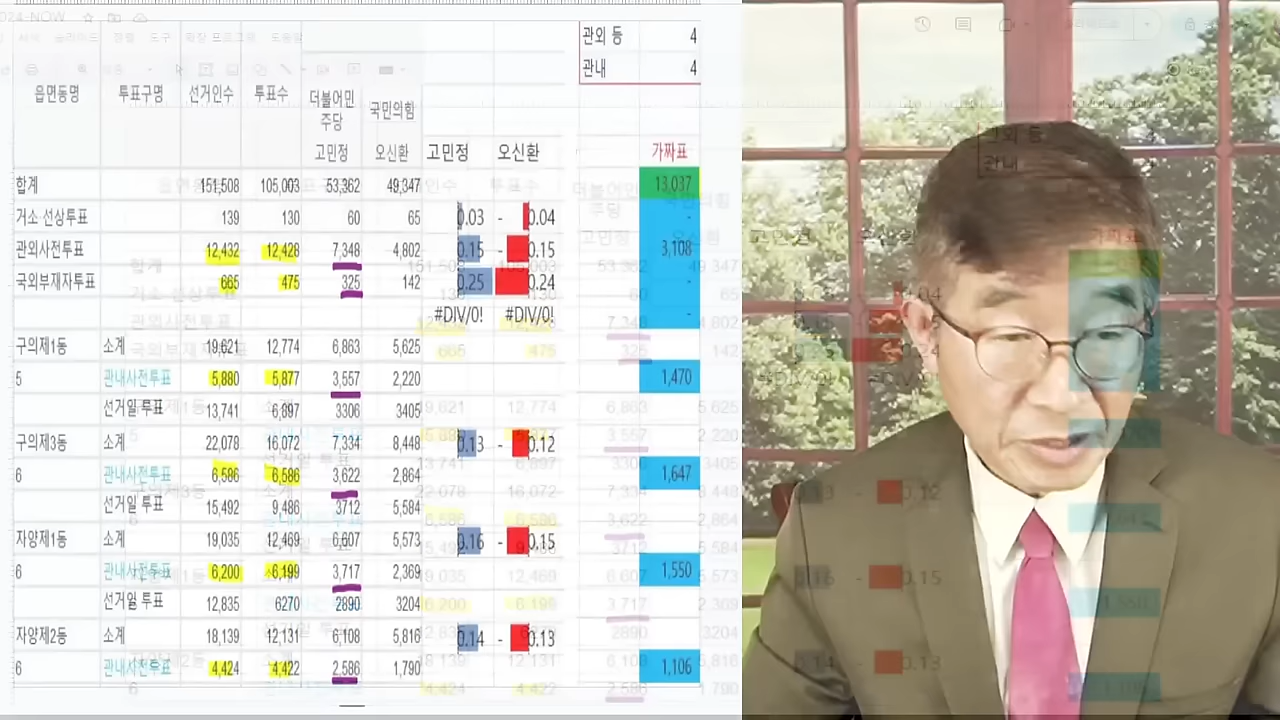 관외 등 4
관내 4
읍면동명 투표구명 선거인수 투표수 더불어민주당 국민의힘
고민정 오신환 고민정 오신환 가짜표
합계 151,508 105,003 53,362 49,347 13,037
거소 선상투표 139 130 60 65 0.03 - 0.04 -
관외사전투표 12,432 12,428 7,348 4,802 0.15 - 0.15 3,108
국외부재자투표 665 475 325 142 0.25 - 0.24 -
#DIV/0! #DIV/0! -
구의제1동 소계 19,621 12,774 6,863 5,625
5 관내사전투표 5,880 5,877 3,557 2,220 1,470
선거일 투표 13,741 6,897 3306 3405
구의제3동 소계 22,078 16,072 7,334 8,448 0.13 - 0.12
6 관내사전투표 6,586 6,586 3,622 2,864 1,647
선거일 투표 15,492 9,486 3712 5,584
자양제1동 소계 19,035 12,469 6,607 5,573 0.16 - 0.15
6 관내사전투표 6,200 6,199 3,717 2,369 1,550
선거일 투표 12,835 6270 2890 3204
자양제2동 소계 18,139 12,131 6,108 5,816 0.14 - 0.13
6 관내사전투표 4,424 4,422 2,586 1,790 1,106